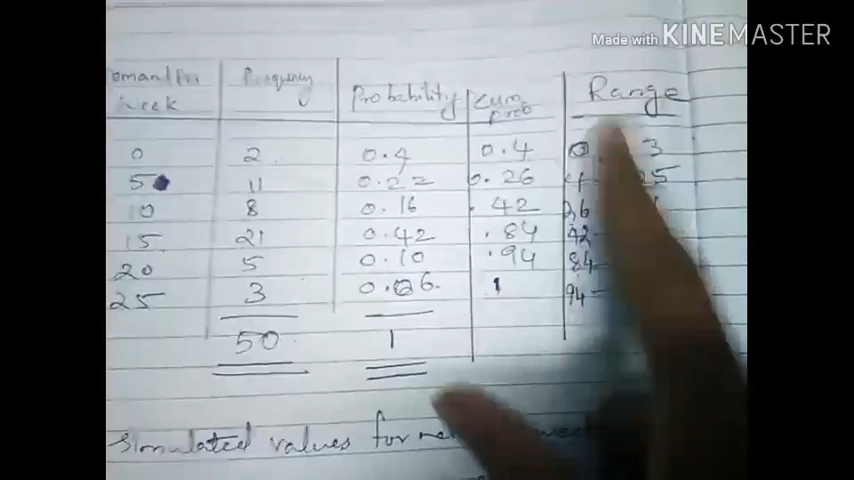 Made with KINEMASTER
Demand Per week Frequency Probability Cum prob Range
0 2 0.4 0.4 0 3
5 11 0.22 0.26 4- 25
10 8 0.16 .42 26
15 21 0.42 .84 42-
20 5 0.10 .94 84-
25 3 0.06. 1 94-
50 1
Simulated values for